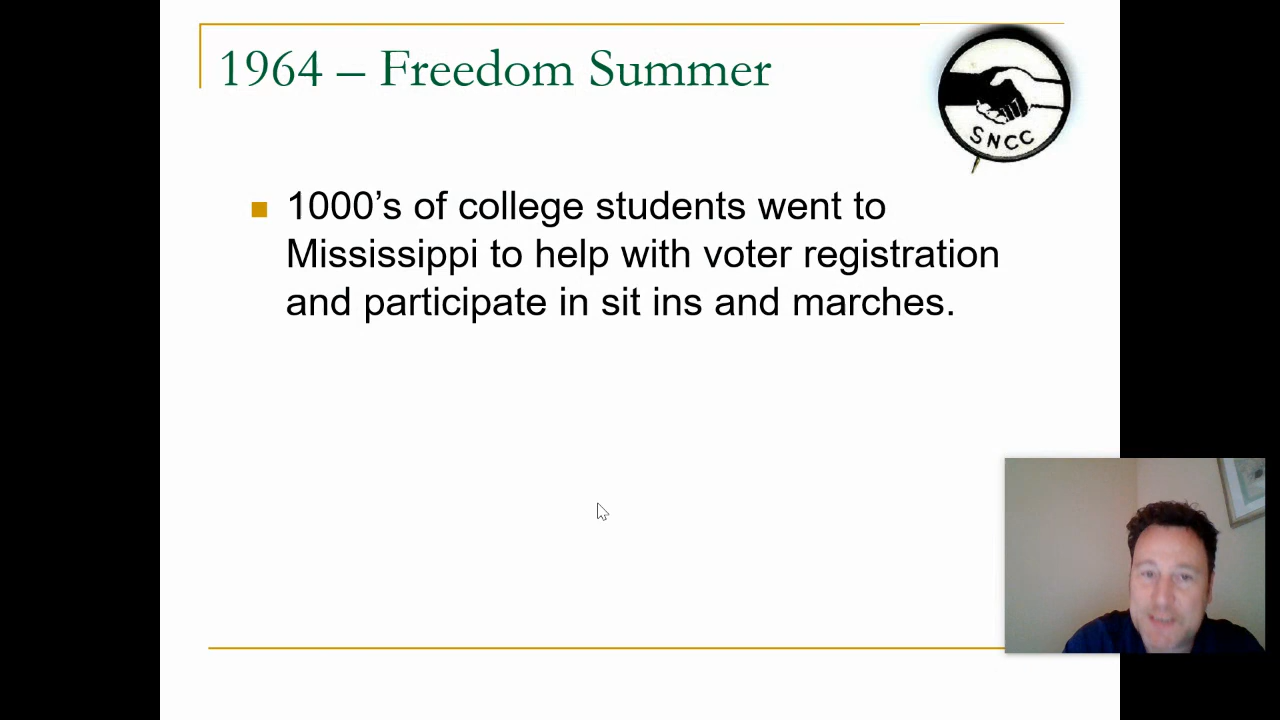 1964 – Freedom Summer
SNCC
1000’s of college students went to
Mississippi to help with voter registration
and participate in sit ins and marches.